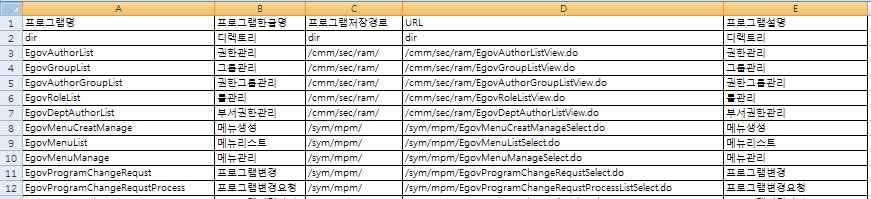 A B C D E
1 프로그램명 프로그램한글명 프로그램저장경로 URL 프로그램설명
2 dir 디렉토리 dir dir 디렉토리
3 EgovAuthorList 권한관리 /cmm/sec/ram/ /cmm/sec/ram/EgovAuthorListView.do 권한관리
4 EgovGroupList 그룹관리 /cmm/sec/ram/ /cmm/sec/ram/EgovGroupListView.do 그룹관리
5 EgovAuthorGroupList 권한그룹관리 /cmm/sec/ram/ /cmm/sec/ram/EgovAuthorGroupListView.do 권한그룹관리
6 EgovRoleList 롤관리 /cmm/sec/ram/ /cmm/sec/ram/EgovRoleListView.do 롤관리
7 EgovDeptAuthorList 부서권한관리 /cmm/sec/ram/ /cmm/sec/ram/EgovDeptAuthorListView.do 부서권한관리
8 EgovMenuCreatManage 메뉴생성 /sym/mpm/ /sym/mpm/EgovMenuCreatManageSelect.do 메뉴생성
9 EgovMenuList 메뉴리스트 /sym/mpm/ /sym/mpm/EgovMenuListSelect.do 메뉴리스트
10 EgovMenuManage 메뉴관리 /sym/mpm/ /sym/mpm/EgovMenuManageSelect.do 메뉴관리
11 EgovProgramChangeRequst 프로그램변경 /sym/mpm/ /sym/mpm/EgovProgramChangeRequstSelect.do 프로그램변경
12 EgovProgramChangeRequstProcess 프로그램변경요청 /sym/mpm/ /sym/mpm/EgovProgramChangeRequstProcessListSelect.do 프로그램변경요청